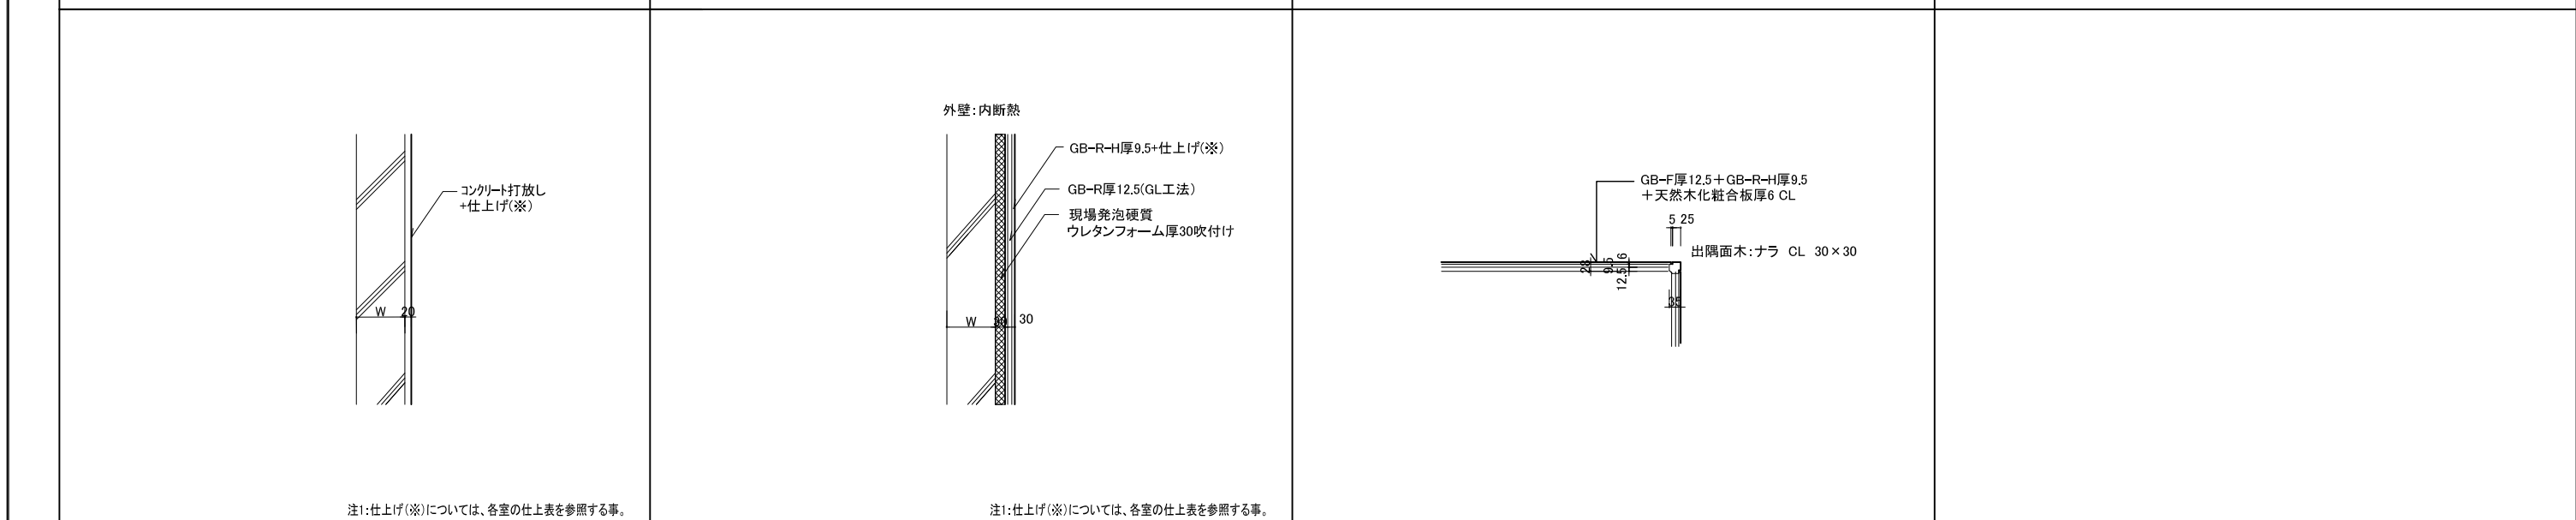 コンクリート打放し
+仕上げ(※)
W 20
注1:仕上げ(※)については、各室の仕上表を参照する事。
外壁:内断熱
GB-R-H厚9.5+仕上げ(※)
GB-R厚12.5(GL工法)
現場発泡硬質
ウレタンフォーム厚30吹付け
W 30 30
注1:仕上げ(※)については、各室の仕上表を参照する事。
GB-F厚12.5+GB-R-H厚9.5
+天然木化粧合板厚6 CL
5 25
出隅面木:ナラ CL 30×30
28
9.5
12.5 6
35